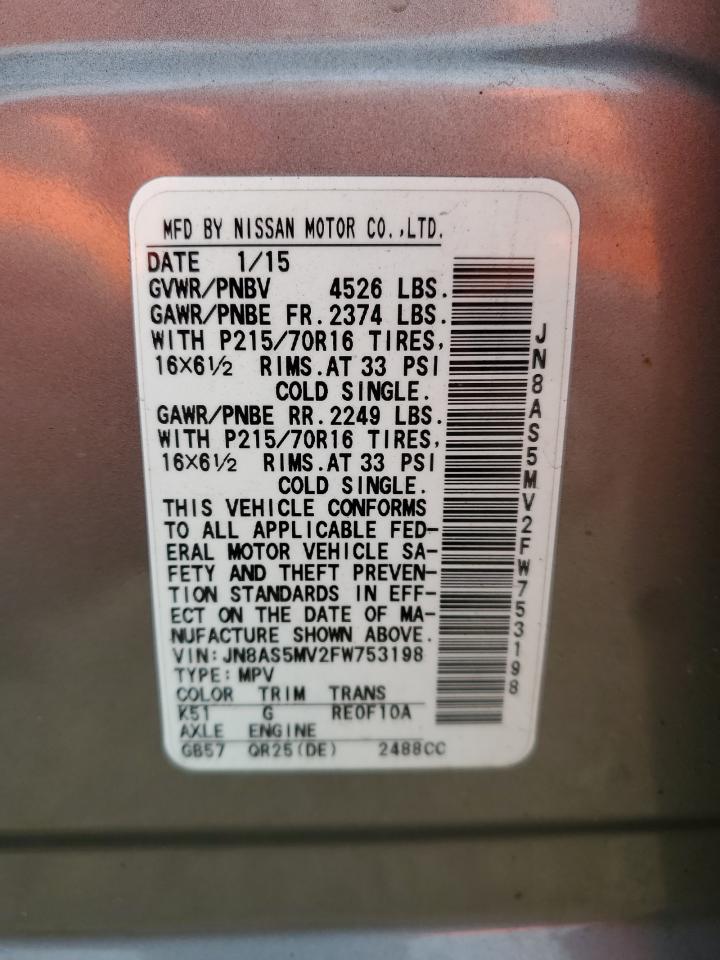 MFD BY NISSAN MOTOR CO.,LTD.
DATE 1/15
GVWR/PNBV 4526 LBS.
GAWR/PNBE FR.2374 LBS.
WITH P215/70R16 TIRES,
16×6½ RIMS.AT 33 PSI
COLD SINGLE.
GAWR/PNBE RR.2249 LBS.
WITH P215/70R16 TIRES,
16×6½ RIMS.AT 33 PSI
COLD SINGLE.
THIS VEHICLE CONFORMS
TO ALL APPLICABLE FED-
ERAL MOTOR VEHICLE SA-
FETY AND THEFT PREVEN-
TION STANDARDS IN EFF-
ECT ON THE DATE OF MA-
NUFACTURE SHOWN ABOVE.
VIN:JN8AS5MV2FW753198
TYPE:MPV
COLOR TRIM TRANS
K51 G RE0F10A
AXLE ENGINE
GB57 QR25(DE) 2488CC
JN8AS5MV2FW753198